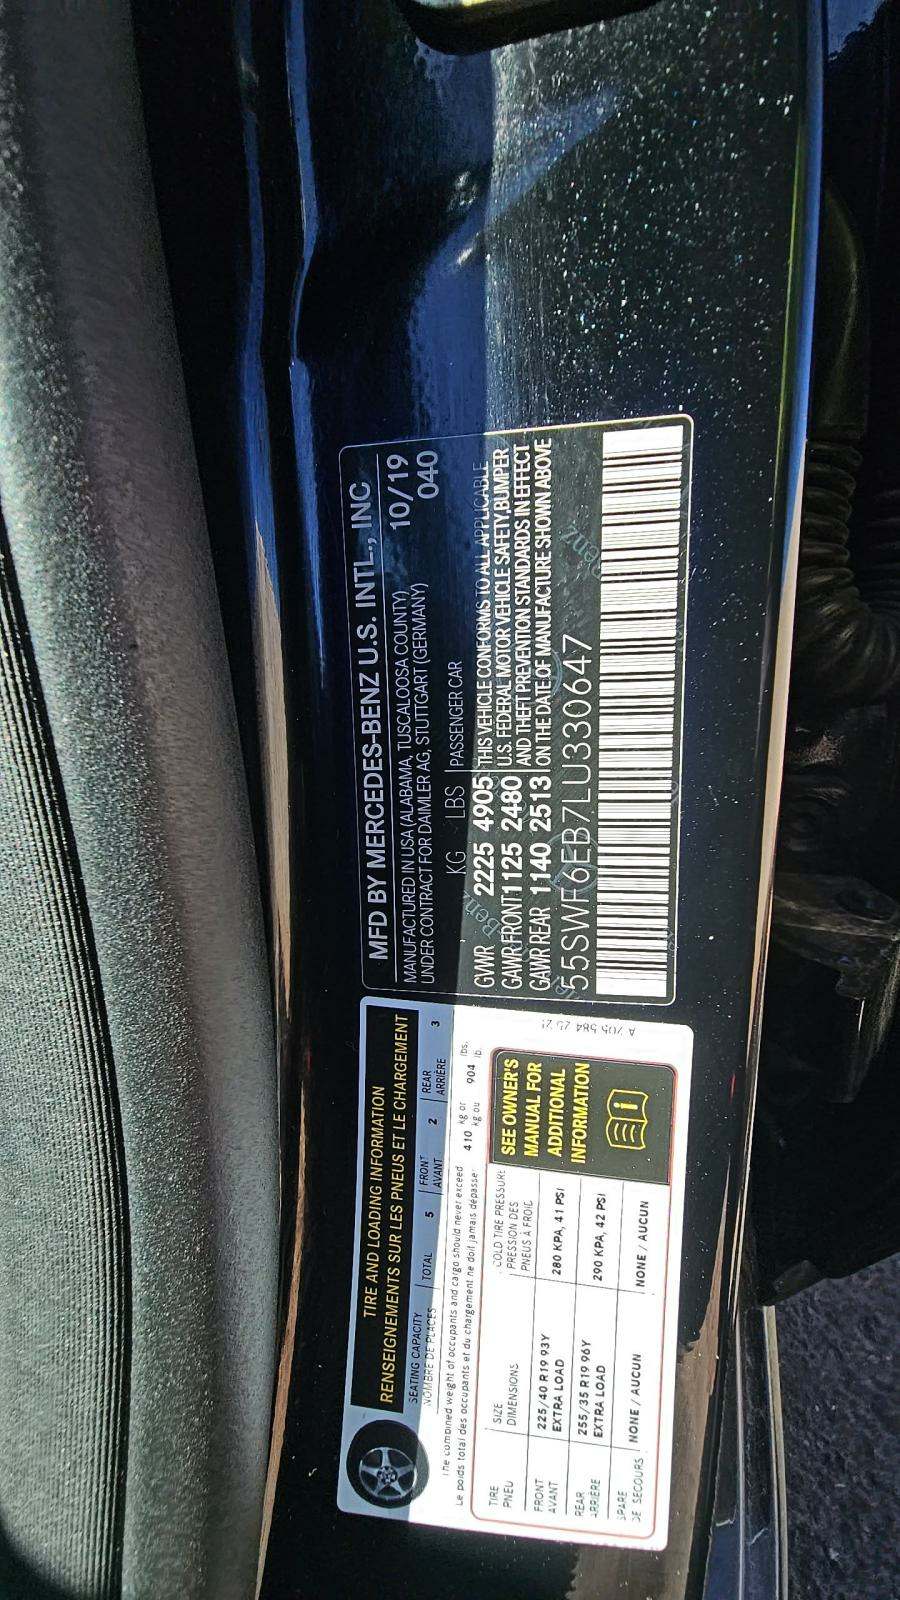 MFD BY MERCEDES-BENZ U.S. INTL., INC
MANUFACTURED IN USA (ALABAMA, TUSCALOOSA COUNTY) 10/19
UNDER CONTRACT FOR DAIMLER AG, STUTTGART (GERMANY) 040
KG LBS PASSENGER CAR
GVWR 2225 4905 THIS VEHICLE CONFORMS TO ALL APPLICABLE
GAWR FRONT 1125 2480 U.S. FEDERAL MOTOR VEHICLE SAFETY, BUMPER
GAWR REAR 1140 2513 AND THEFT PREVENTION STANDARDS IN EFFECT
ON THE DATE OF MANUFACTURE SHOWN ABOVE
55SWF6EB7LU330647
TIRE AND LOADING INFORMATION
RENSEIGNEMENTS SUR LES PNEUS ET LE CHARGEMENT
SEATING CAPACITY TOTAL 5 FRONT 2 REAR 3
NOMBRE DE PLACES AVANT ARRIÈRE
The combined weight of occupants and cargo should never exceed 410 kg or 904 lbs.
Le poids total des occupants et du chargement ne doit jamais dépasser kg ou lb.
TIRE SIZE COLD TIRE PRESSURE
PNEU DIMENSIONS PRESSION DES
PNEUS À FROID
FRONT 225/40 R19 93Y 280 KPA, 41 PSI
AVANT EXTRA LOAD
REAR 255/35 R19 96Y 290 KPA, 42 PSI
ARRIÈRE EXTRA LOAD
SPARE NONE / AUCUN NONE / AUCUN
DE SECOURS
SEE OWNER'S
MANUAL FOR
ADDITIONAL
INFORMATION